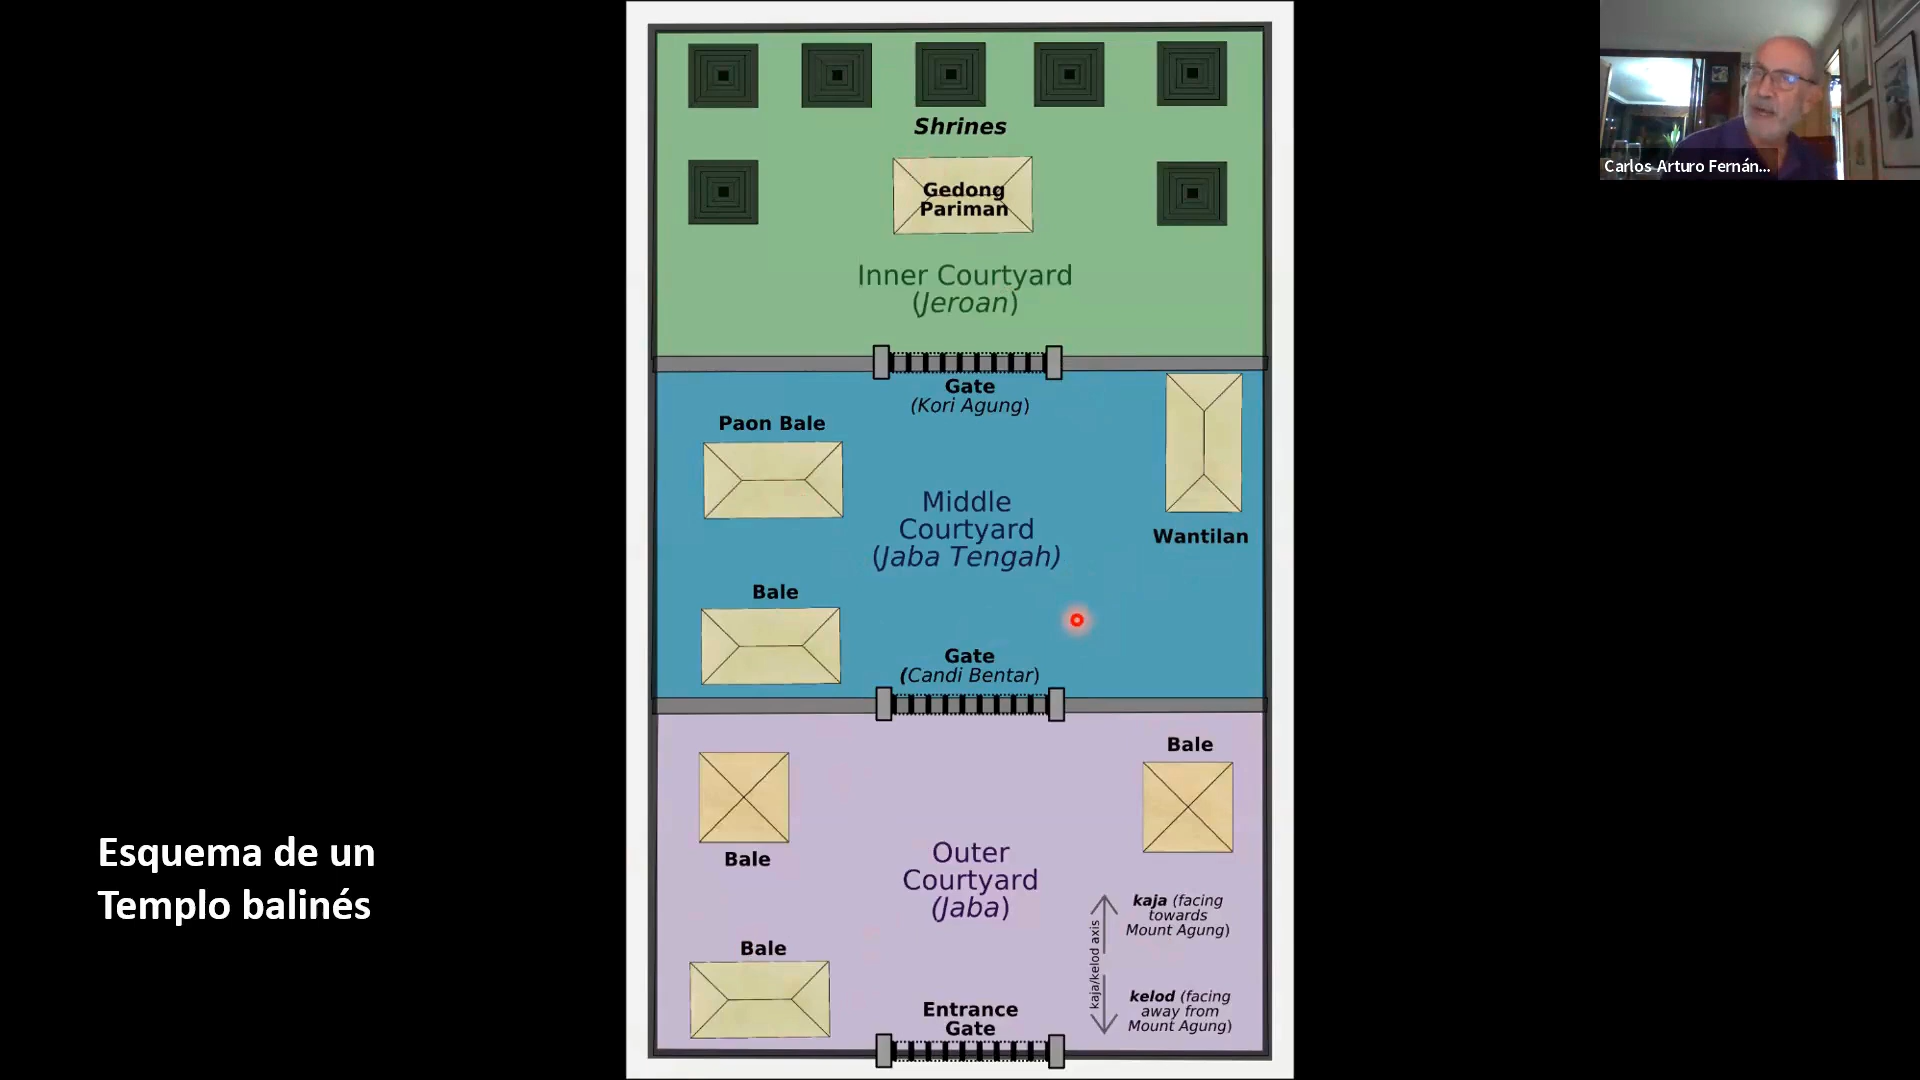 Shrines
Gedong
Pariman
Inner Courtyard
(Jeroan)
Gate
(Kori Agung)
Paon Bale
Middle
Courtyard
(Jaba Tengah)
Wantilan
Bale
Gate
(Candi Bentar)
Bale
Bale
Outer
Courtyard
(Jaba)
kaja (facing
towards
Mount Agung)
kaja/kelod axis
kelod (facing
away from
Mount Agung)
Bale
Entrance
Gate
Esquema de un
Templo balinés
Carlos Arturo Fernán...